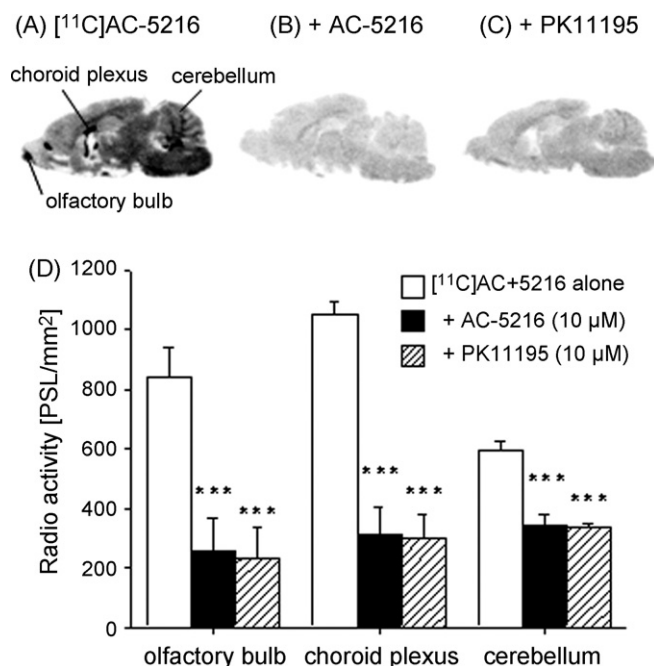 (A) [¹¹C]AC-5216 (B) + AC-5216 (C) + PK11195
choroid plexus cerebellum
olfactory bulb
(D)
Radio activity [PSL/mm²]
1200
1000
800
600
400
200
0
[¹¹C]AC+5216 alone
+ AC-5216 (10 µM)
+ PK11195 (10 µM)
*** *** *** *** *** ***
olfactory bulb choroid plexus cerebellum